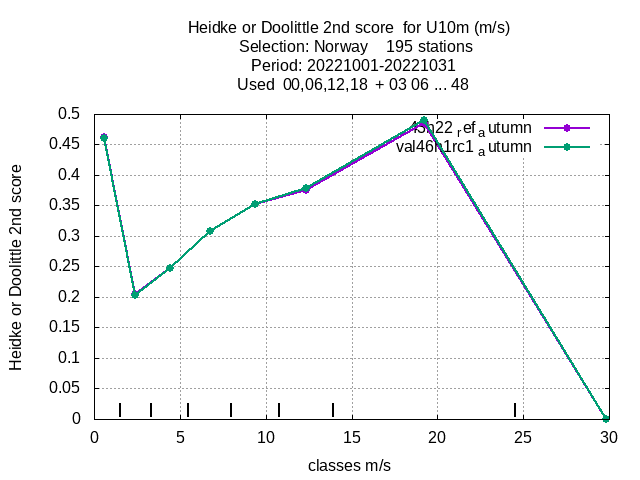 Heidke or Doolittle 2nd score for U10m (m/s)
Selection: Norway 195 stations
Period: 20221001-20221031
Used 00,06,12,18 + 03 06 ... 48
Heidke or Doolittle 2nd score
0.5
0.45
0.4
0.35
0.3
0.25
0.2
0.15
0.1
0.05
0
ref autumn
val46h1rc1 autumn
0 5 10 15 20 25 30
classes m/s